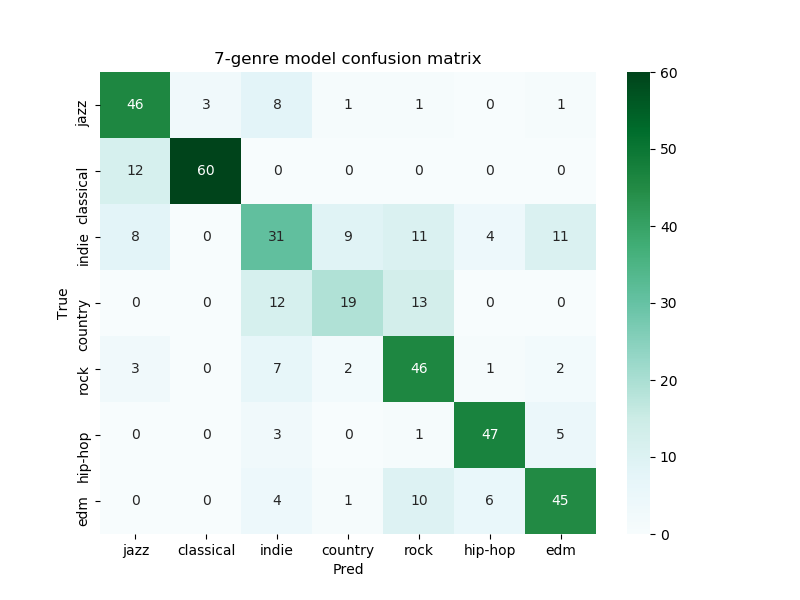 7-genre model confusion matrix
jazz 46 3 8 1 1 0 1
classical 12 60 0 0 0 0 0
indie 8 0 31 9 11 4 11
country 0 0 12 19 13 0 0
rock 3 0 7 2 46 1 2
hip-hop 0 0 3 0 1 47 5
edm 0 0 4 1 10 6 45
jazz classical indie country rock hip-hop edm
Pred
True
60
50
40
30
20
10
0